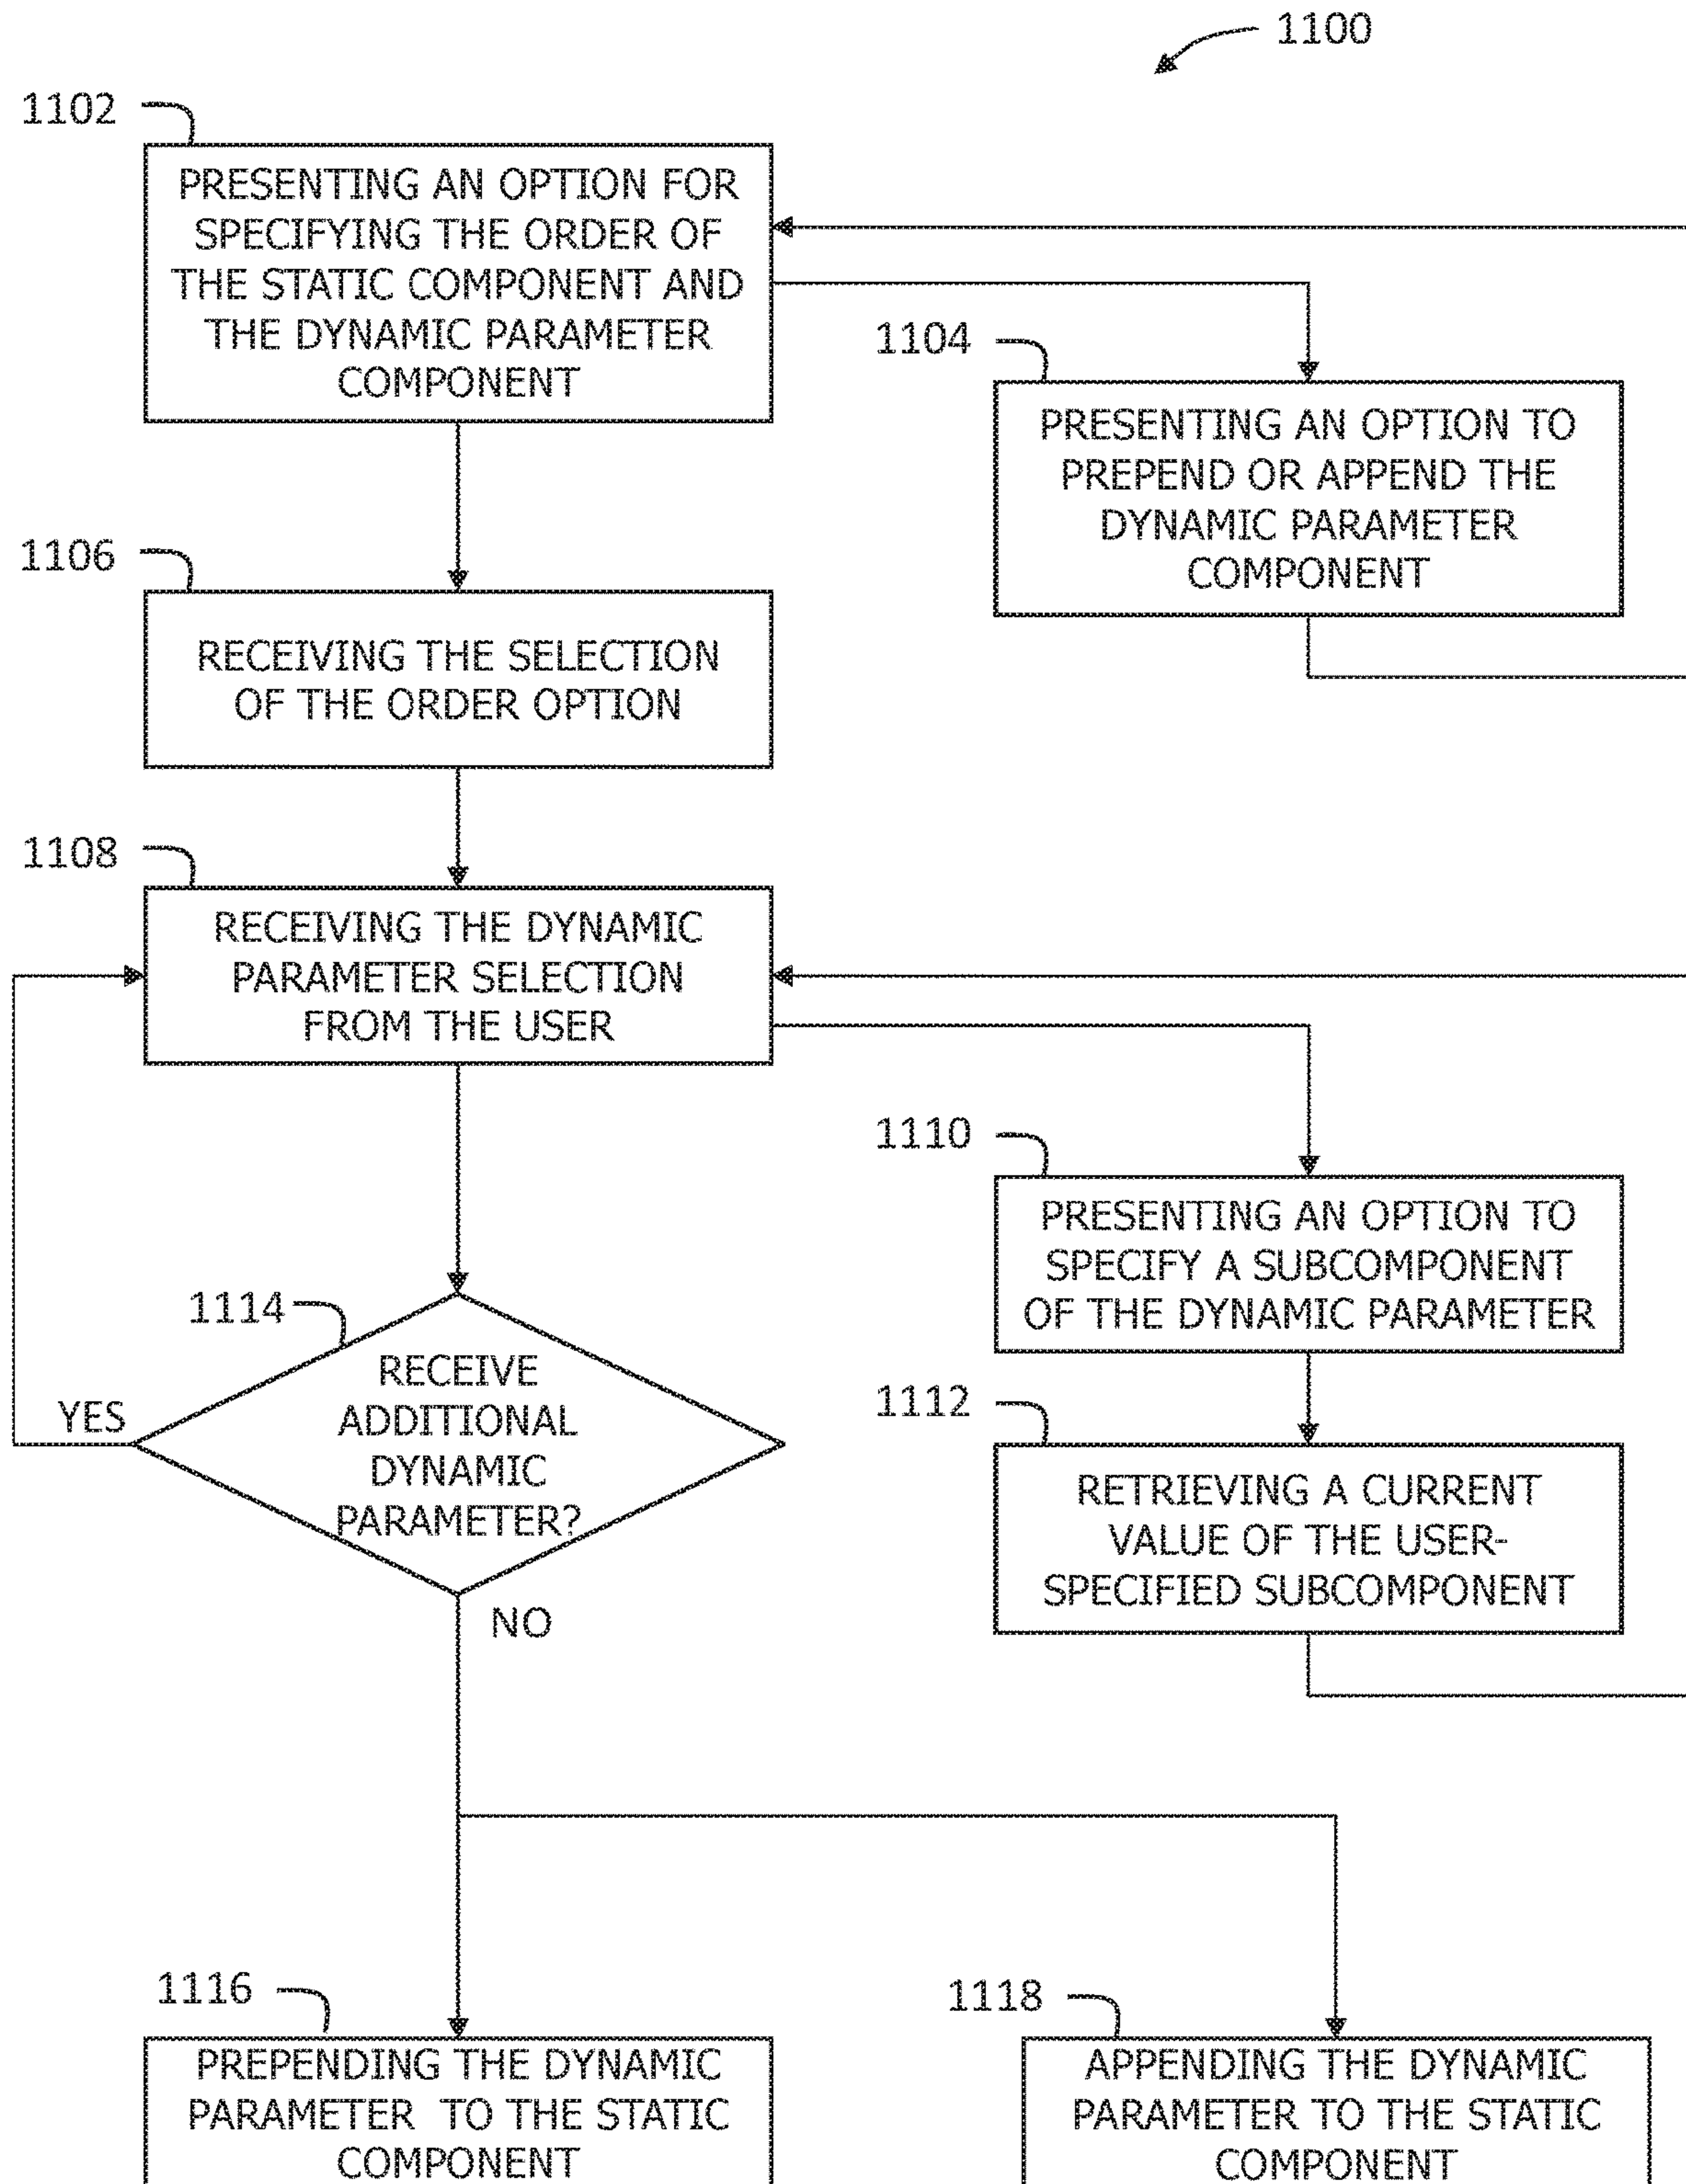 1100
1102
PRESENTING AN OPTION FOR
SPECIFYING THE ORDER OF
THE STATIC COMPONENT AND
THE DYNAMIC PARAMETER
COMPONENT
1104
PRESENTING AN OPTION TO
PREPEND OR APPEND THE
DYNAMIC PARAMETER
COMPONENT
1106
RECEIVING THE SELECTION
OF THE ORDER OPTION
1108
RECEIVING THE DYNAMIC
PARAMETER SELECTION
FROM THE USER
1110
PRESENTING AN OPTION TO
SPECIFY A SUBCOMPONENT
OF THE DYNAMIC PARAMETER
1112
RETRIEVING A CURRENT
VALUE OF THE USER-
SPECIFIED SUBCOMPONENT
1114
RECEIVE
ADDITIONAL
DYNAMIC
PARAMETER?
YES
NO
1116
PREPENDING THE DYNAMIC
PARAMETER TO THE STATIC
COMPONENT
1118
APPENDING THE DYNAMIC
PARAMETER TO THE STATIC
COMPONENT